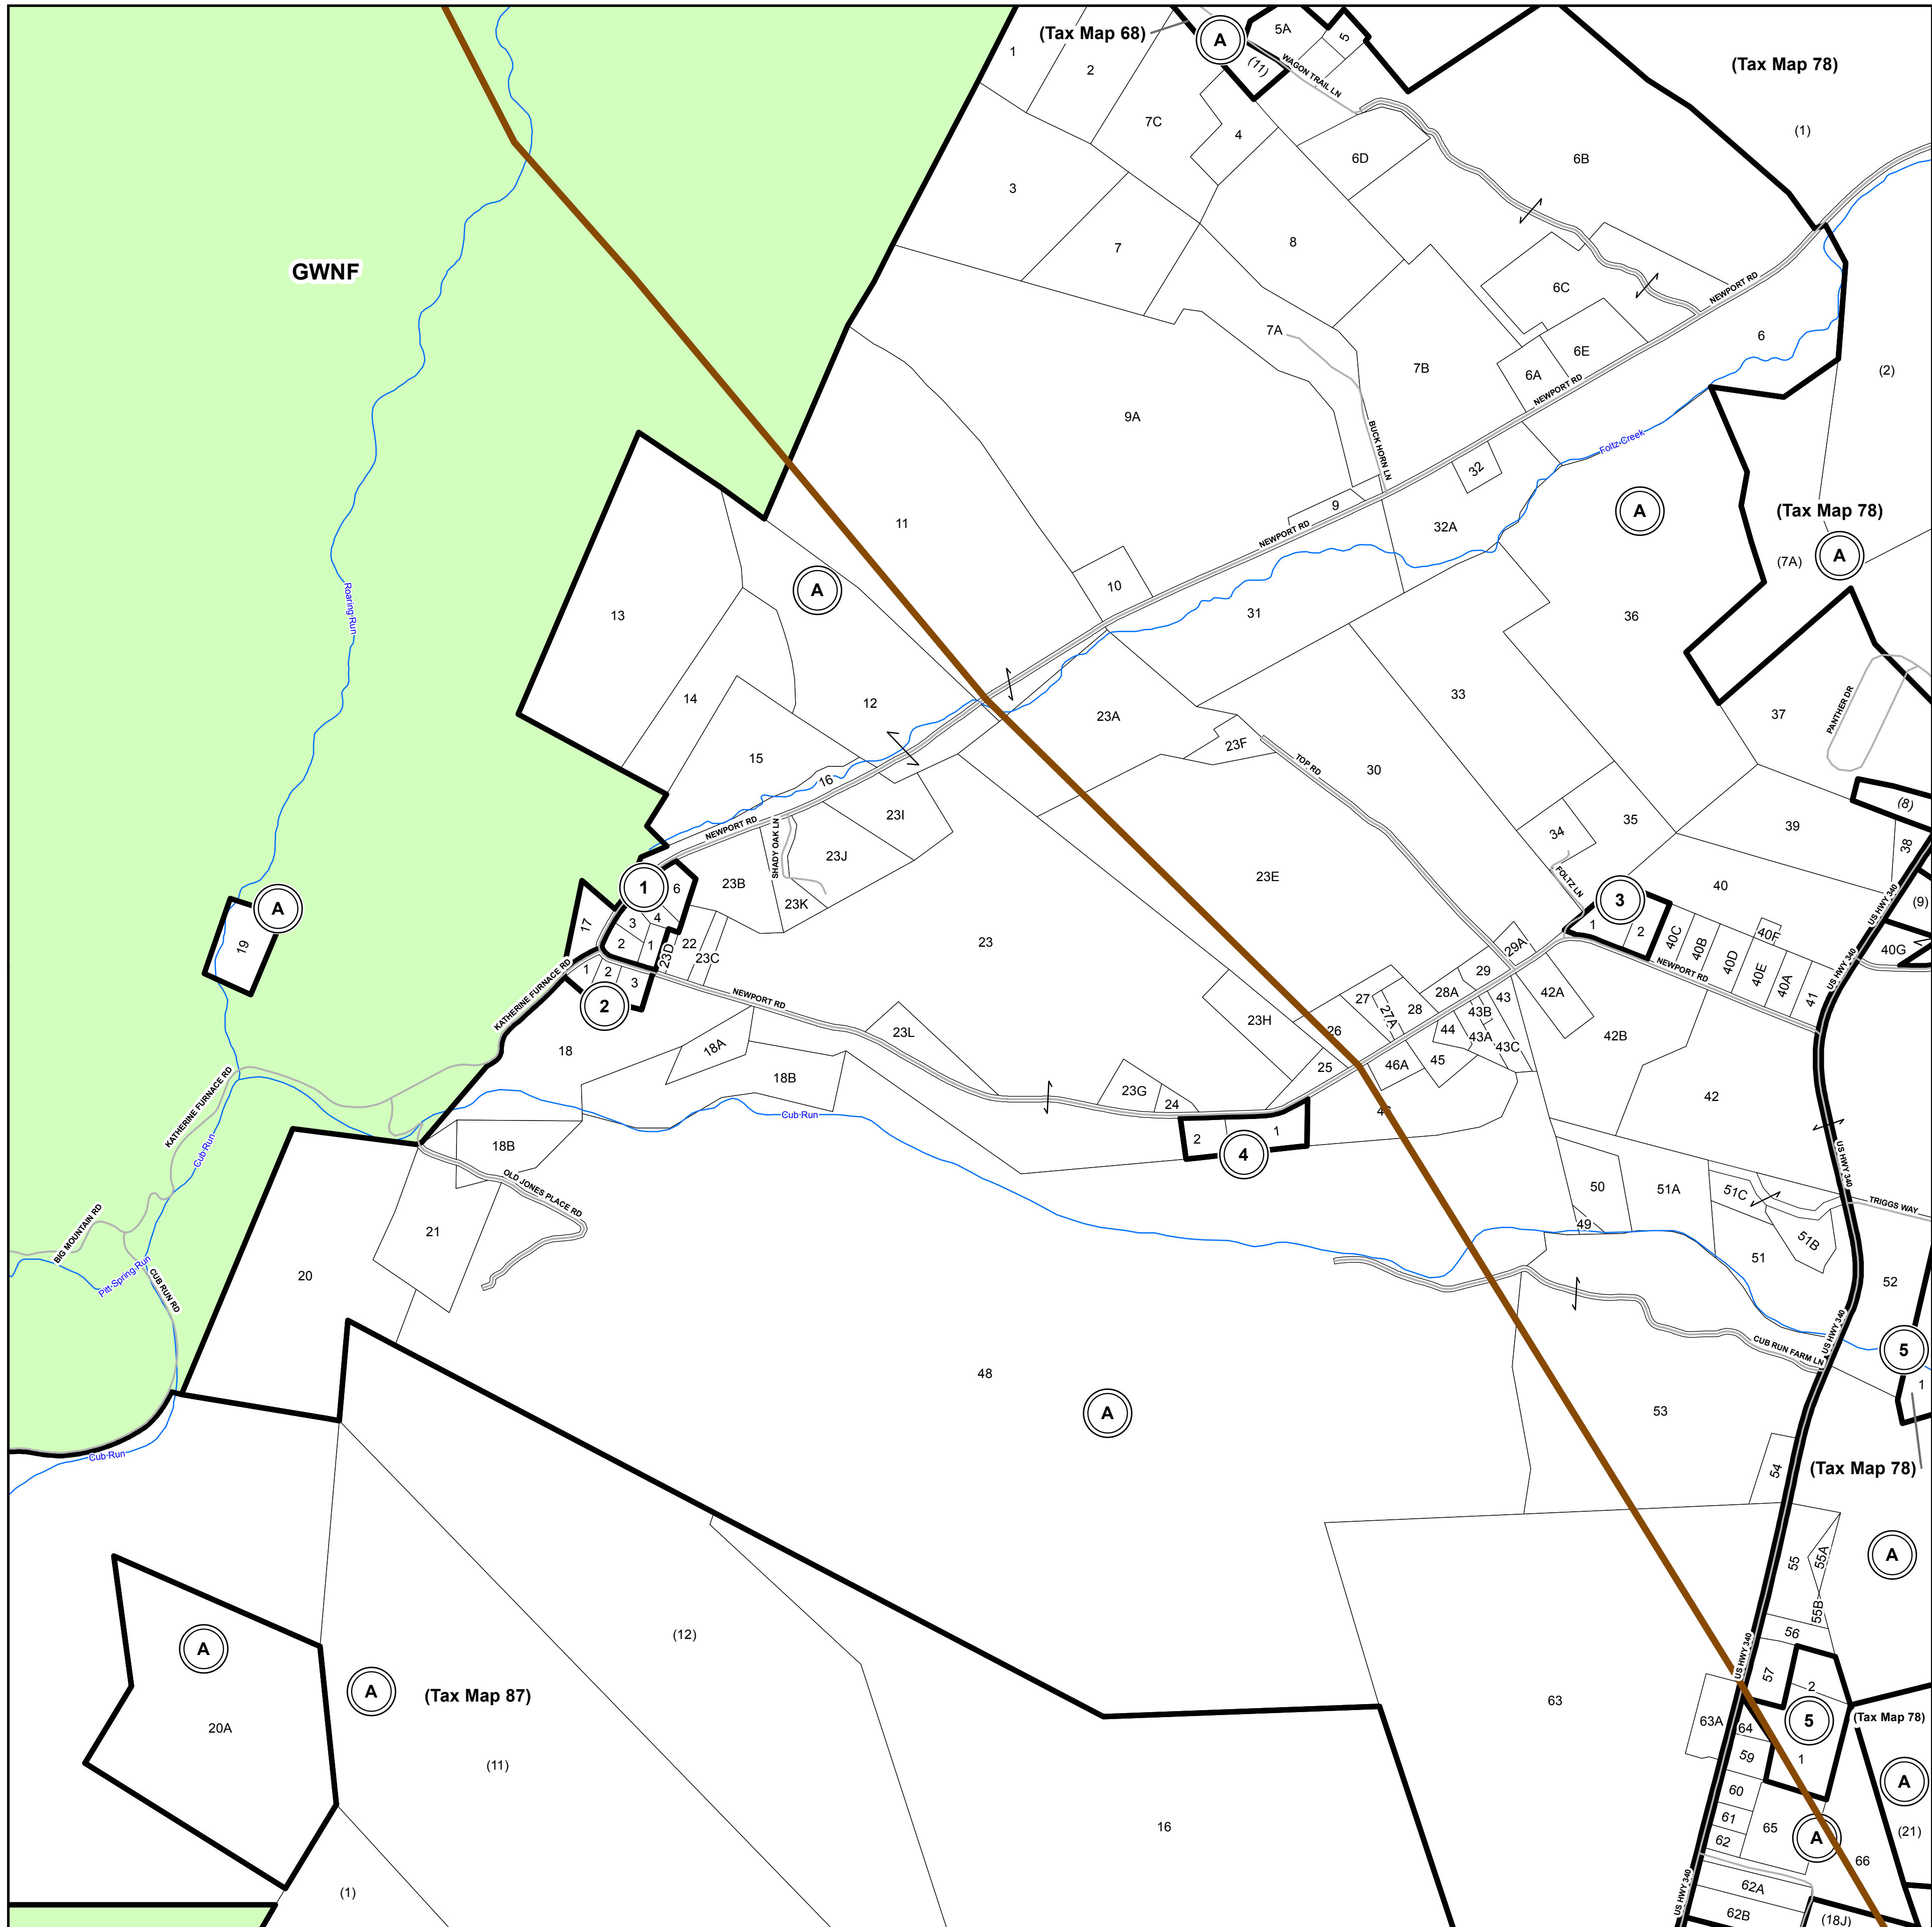 (Tax Map 68)
A
5A
5
(11)
WAGON TRAIL LN
(Tax Map 78)
(1)
1
2
7C
4
6D
6B
3
7
8
GWNF
6C
NEWPORT RD
6
7A
6E
7B
6A
NEWPORT RD
(2)
9A
BUCK HORN LN
Foltz Creek
32
9
NEWPORT RD
32A
A
(Tax Map 78)
(7A)
A
11
A
10
31
36
13
Roaring Run
14
12
33
23A
23F
37
PANTHER DR
15
16
TOP RD
30
(8)
NEWPORT RD
SHADY OAK LN
23I
23J
34
35
39
38
23B
23K
23E
FOLTZ LN
40
US HWY 340
(9)
1
6
3
4
2
1
17
23D
22
23C
23
3
1
2
40C
40B
40D
40F
40E
40A
41
40G
NEWPORT RD
US HWY 340
A
19
1
2
3
2
KATHERINE FURNACE RD
NEWPORT RD
29A
29
28A
27
27A
28
43
43B
43A
43C
44
42A
42B
23H
26
25
46A
45
46
42
18
18A
18B
23L
23G
24
2
1
4
KATHERINE FURNACE RD
Cub Run
Cub Run
18B
OLD JONES PLACE RD
US HWY 340
50
51A
51C
TRIGGS WAY
49
51B
51
52
BIG MOUNTAIN RD
Pitt Spring Run
CUB RUN RD
21
20
CUB RUN FARM LN
US HWY 340
5
1
48
A
53
54
(Tax Map 78)
Cub Run
A
55
55A
55B
56
US HWY 340
57
2
A
20A
A
(Tax Map 87)
(12)
(11)
(1)
16
63
63A
64
5
1
(Tax Map 78)
59
60
61
62
65
A
A
(21)
66
62A
62B
(18J)
US HWY 340